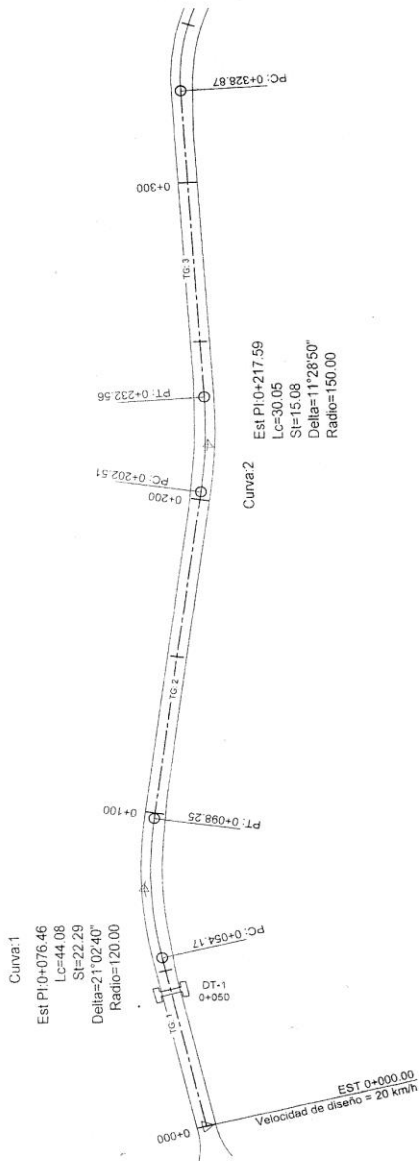 Curva:1
Est PI:0+076.46
Lc=44.08
St=22.29
Delta=21°02'40"
Radio=120.00
0+000
TG: 1
DT-1
0+050
PC: 0+054.17
PT: 0+098.25
0+100
TG: 2
0+200
PC: 0+202.51
PT: 0+232.56
TG: 3
0+300
PC: 0+328.87
Curva:2
Est PI:0+217.59
Lc=30.05
St=15.08
Delta=11°28'50"
Radio=150.00
EST 0+000.00
Velocidad de diseño = 20 km/h